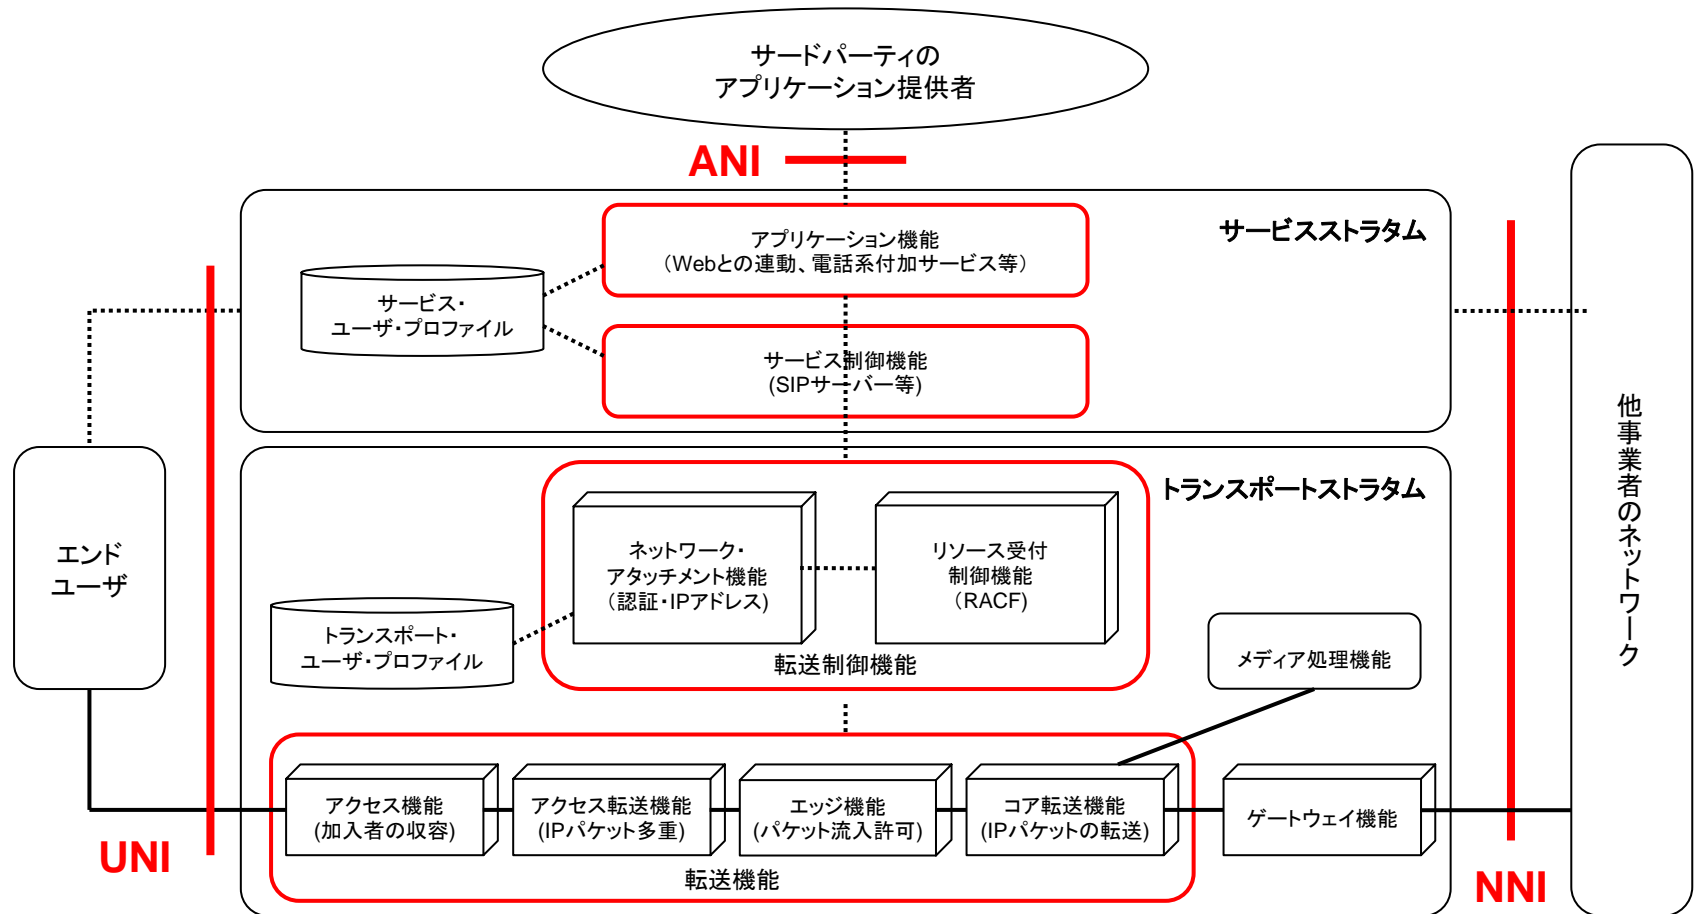 サードパーティの
アプリケーション提供者
ANI
サービスストラタム
アプリケーション機能
（Webとの連動、電話系付加サービス等）
サービス・
ユーザ・プロファイル
サービス制御機能
(SIPサーバー等)
他事業者のネットワーク
トランスポートストラタム
エンド
ユーザ
ネットワーク・
アタッチメント機能
（認証・IPアドレス)
リソース受付
制御機能
（RACF)
トランスポート・
ユーザ・プロファイル
転送制御機能
メディア処理機能
アクセス機能
(加入者の収容)
アクセス転送機能
(IPパケット多重)
エッジ機能
(パケット流入許可)
コア転送機能
(IPパケットの転送)
ゲートウェイ機能
転送機能
UNI
NNI